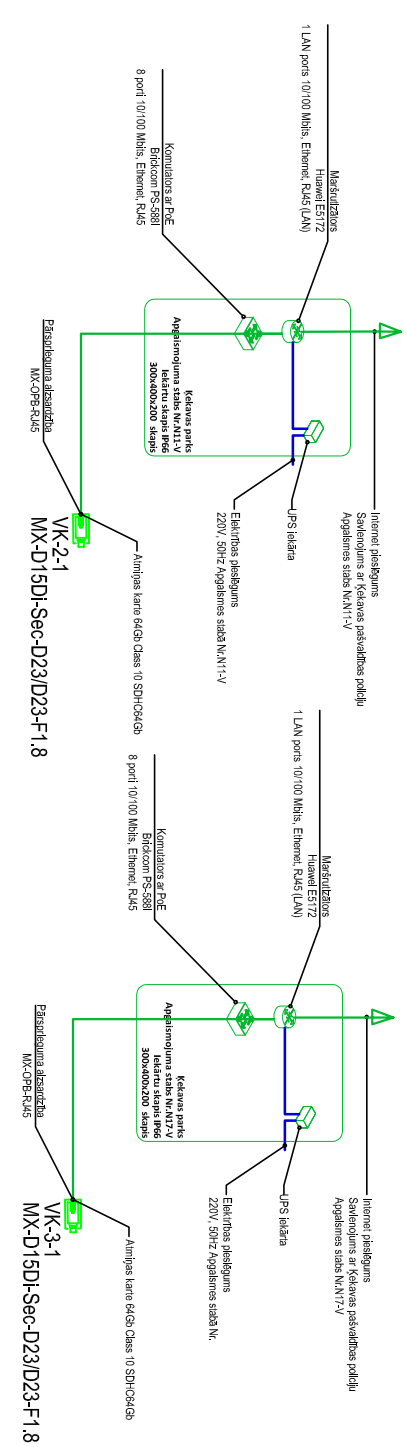 Maršrutizātors
Huawei E5172
1 LAN ports 10/100 Mbits, Ethernet, RJ45 (LAN)
Komutators ar PoE
Brickcom PS-588I
8 porti 10/100 Mbits, Ethernet, RJ45
Ķekavas parks
Apgaismojuma stabs Nr.N11-V
Iekārtu skapis IP66
300x400x200 skapis
Internet pieslēgums
Savienojums ar Ķekavas pašvaldības policiju
Apgaismes stabs Nr.N11-V
UPS iekārta
Elektrības pieslēgums
220V, 50Hz Apgalsmes stabā Nr.N11-V
Pārsprieguma aizsardzība
MX-OPB-RJ45
Atmiņas karte 64Gb Class 10 SDHC64Gb
VK-2-1
MX-D15Di-Sec-D23/D23-F1.8
Maršrutizātors
Huawei E5172
1 LAN ports 10/100 Mbits, Ethernet, RJ45 (LAN)
Komutators ar PoE
Brickcom PS-588I
8 porti 10/100 Mbits, Ethernet, RJ45
Ķekavas parks
Apgaismojuma stabs Nr.N17-V
Iekārtu skapis IP66
300x400x200 skapis
Internet pieslēgums
Savienojums ar Ķekavas pašvaldības policiju
Apgaismes stabs Nr.N17-V
UPS iekārta
Elektrības pieslēgums
220V, 50Hz Apgalsmes stabā Nr.
Pārsprieguma aizsardzība
MX-OPB-RJ45
Atmiņas karte 64Gb Class 10 SDHC64Gb
VK-3-1
MX-D15Di-Sec-D23/D23-F1.8